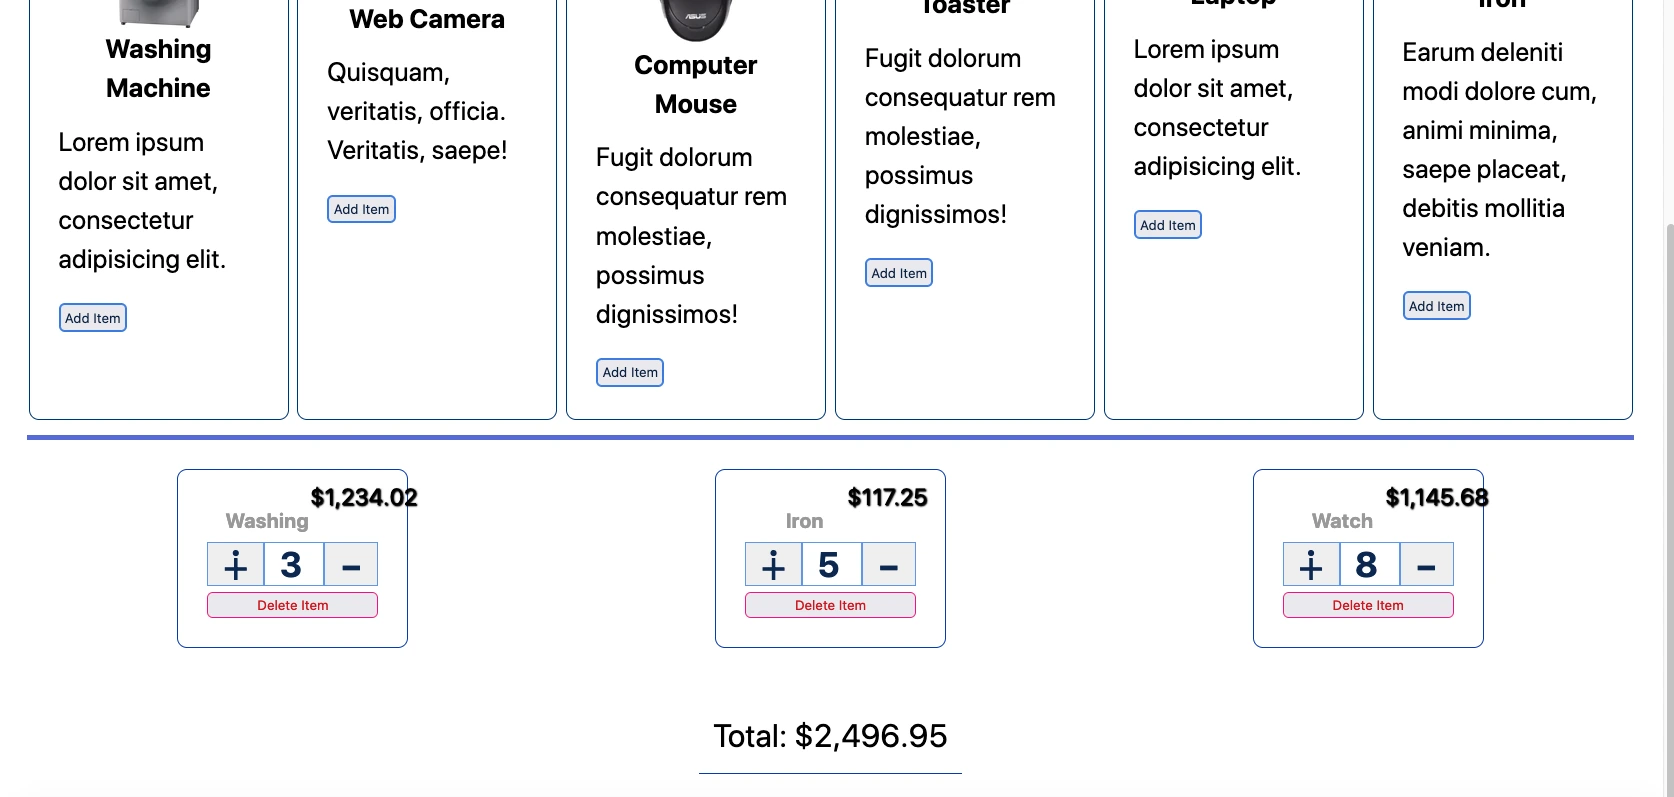 Washing
Machine
Lorem ipsum
dolor sit amet,
consectetur
adipisicing elit.
Add Item
Web Camera
Quisquam,
veritatis, officia.
Veritatis, saepe!
Add Item
ASUS
Computer
Mouse
Fugit dolorum
consequatur rem
molestiae,
possimus
dignissimos!
Add Item
Toaster
Fugit dolorum
consequatur rem
molestiae,
possimus
dignissimos!
Add Item
Laptop
Lorem ipsum
dolor sit amet,
consectetur
adipisicing elit.
Add Item
Iron
Earum deleniti
modi dolore cum,
animi minima,
saepe placeat,
debitis mollitia
veniam.
Add Item
$1,234.02
Washing
+ 3 -
Delete Item
$117.25
Iron
+ 5 -
Delete Item
$1,145.68
Watch
+ 8 -
Delete Item
Total: $2,496.95